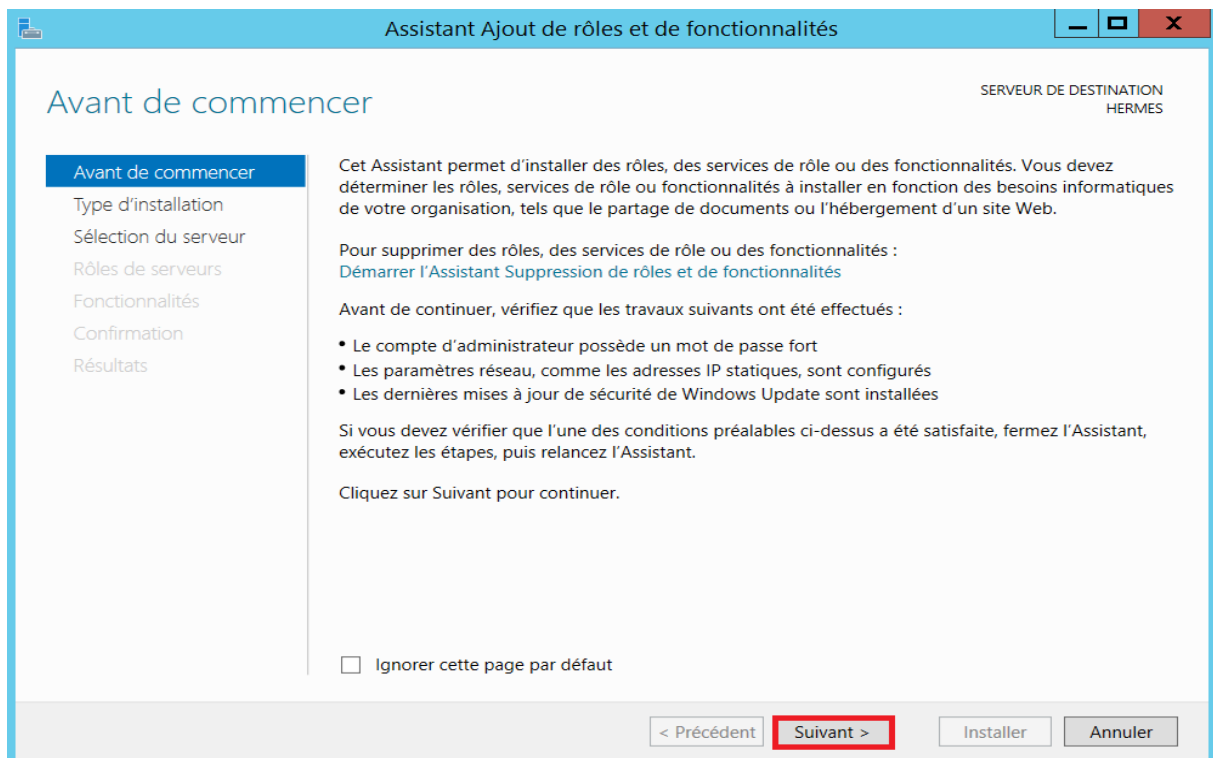 Assistant Ajout de rôles et de fonctionnalités
Avant de commencer
SERVEUR DE DESTINATION
HERMES
Avant de commencer
Type d'installation
Sélection du serveur
Rôles de serveurs
Fonctionnalités
Confirmation
Résultats
Cet Assistant permet d'installer des rôles, des services de rôle ou des fonctionnalités. Vous devez
déterminer les rôles, services de rôle ou fonctionnalités à installer en fonction des besoins informatiques
de votre organisation, tels que le partage de documents ou l'hébergement d'un site Web.
Pour supprimer des rôles, des services de rôle ou des fonctionnalités :
Démarrer l'Assistant Suppression de rôles et de fonctionnalités
Avant de continuer, vérifiez que les travaux suivants ont été effectués :
• Le compte d'administrateur possède un mot de passe fort
• Les paramètres réseau, comme les adresses IP statiques, sont configurés
• Les dernières mises à jour de sécurité de Windows Update sont installées
Si vous devez vérifier que l'une des conditions préalables ci-dessus a été satisfaite, fermez l'Assistant,
exécutez les étapes, puis relancez l'Assistant.
Cliquez sur Suivant pour continuer.
Ignorer cette page par défaut
< Précédent
Suivant >
Installer
Annuler